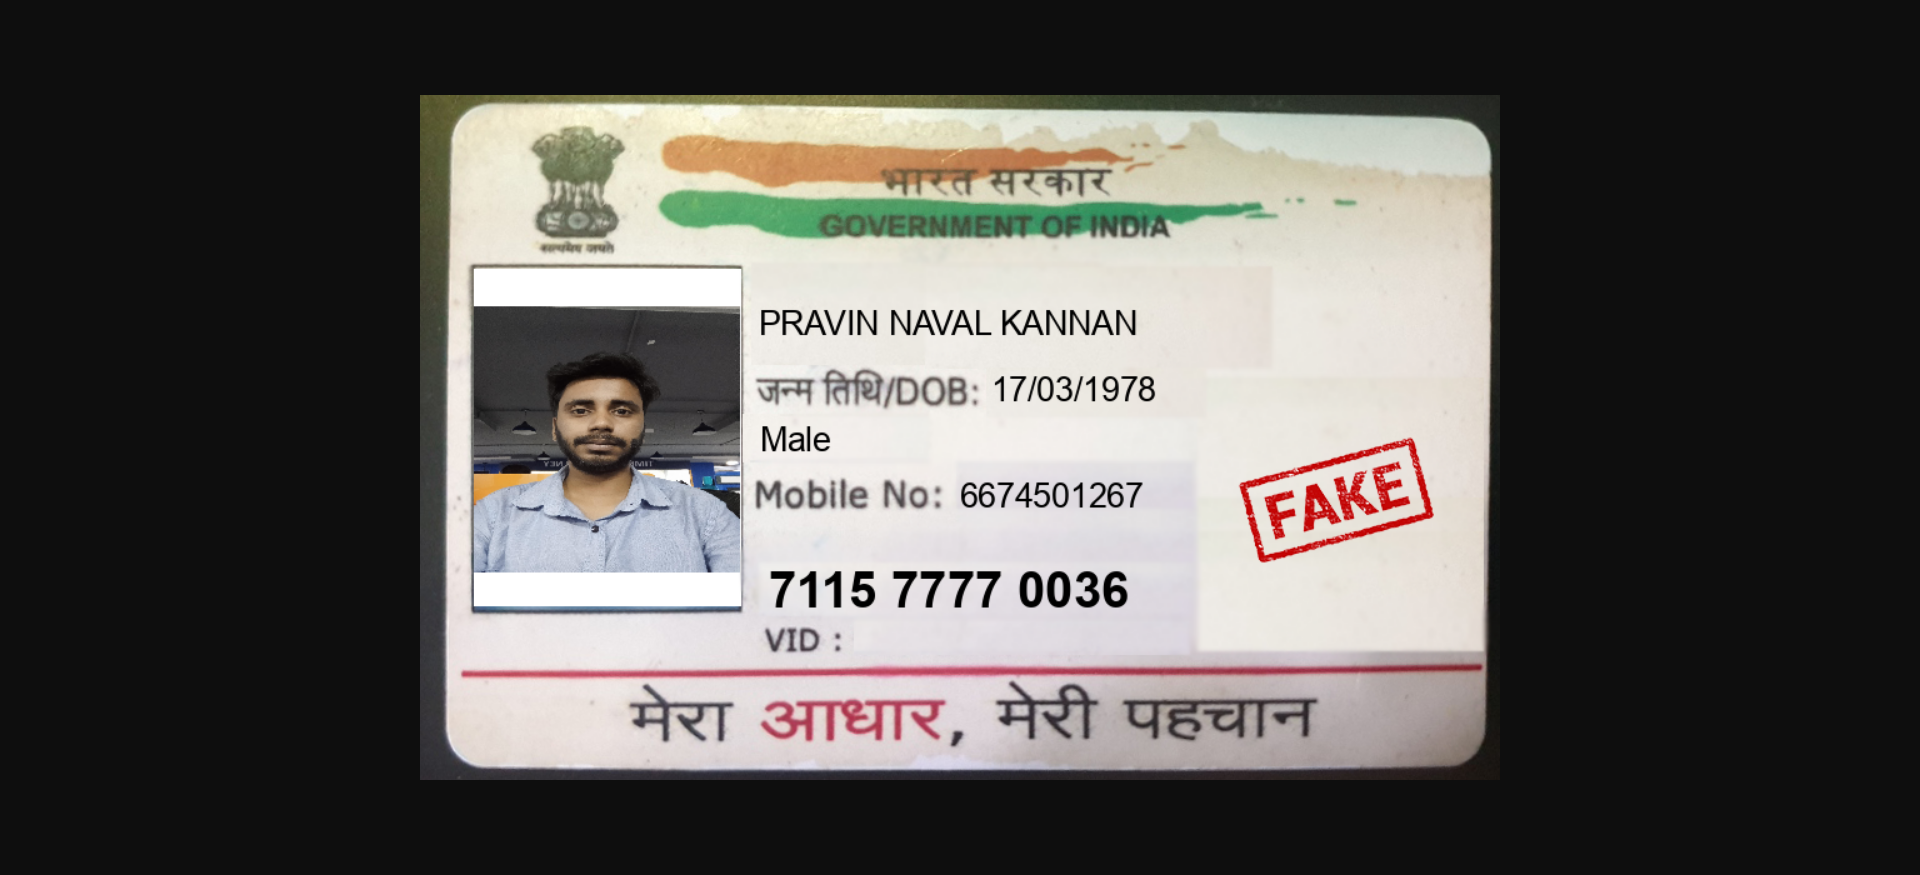 भारत सरकार
GOVERNMENT OF INDIA
सत्यमेव जयते
PRAVIN NAVAL KANNAN
जन्म तिथि/DOB: 17/03/1978
Male
Mobile No: 6674501267
FAKE
7115 7777 0036
VID :
मेरा आधार, मेरी पहचान